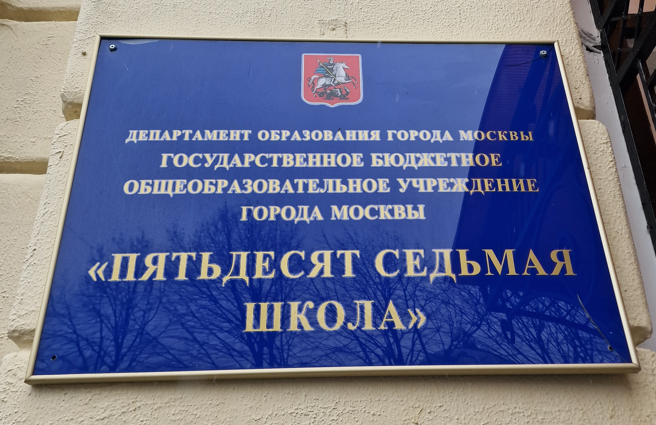 ДЕПАРТАМЕНТ ОБРАЗОВАНИЯ ГОРОДА МОСКВЫ
ГОСУДАРСТВЕННОЕ БЮДЖЕТНОЕ
ОБЩЕОБРАЗОВАТЕЛЬНОЕ УЧРЕЖДЕНИЕ
ГОРОДА МОСКВЫ
«ПЯТЬДЕСЯТ СЕДЬМАЯ
ШКОЛА»